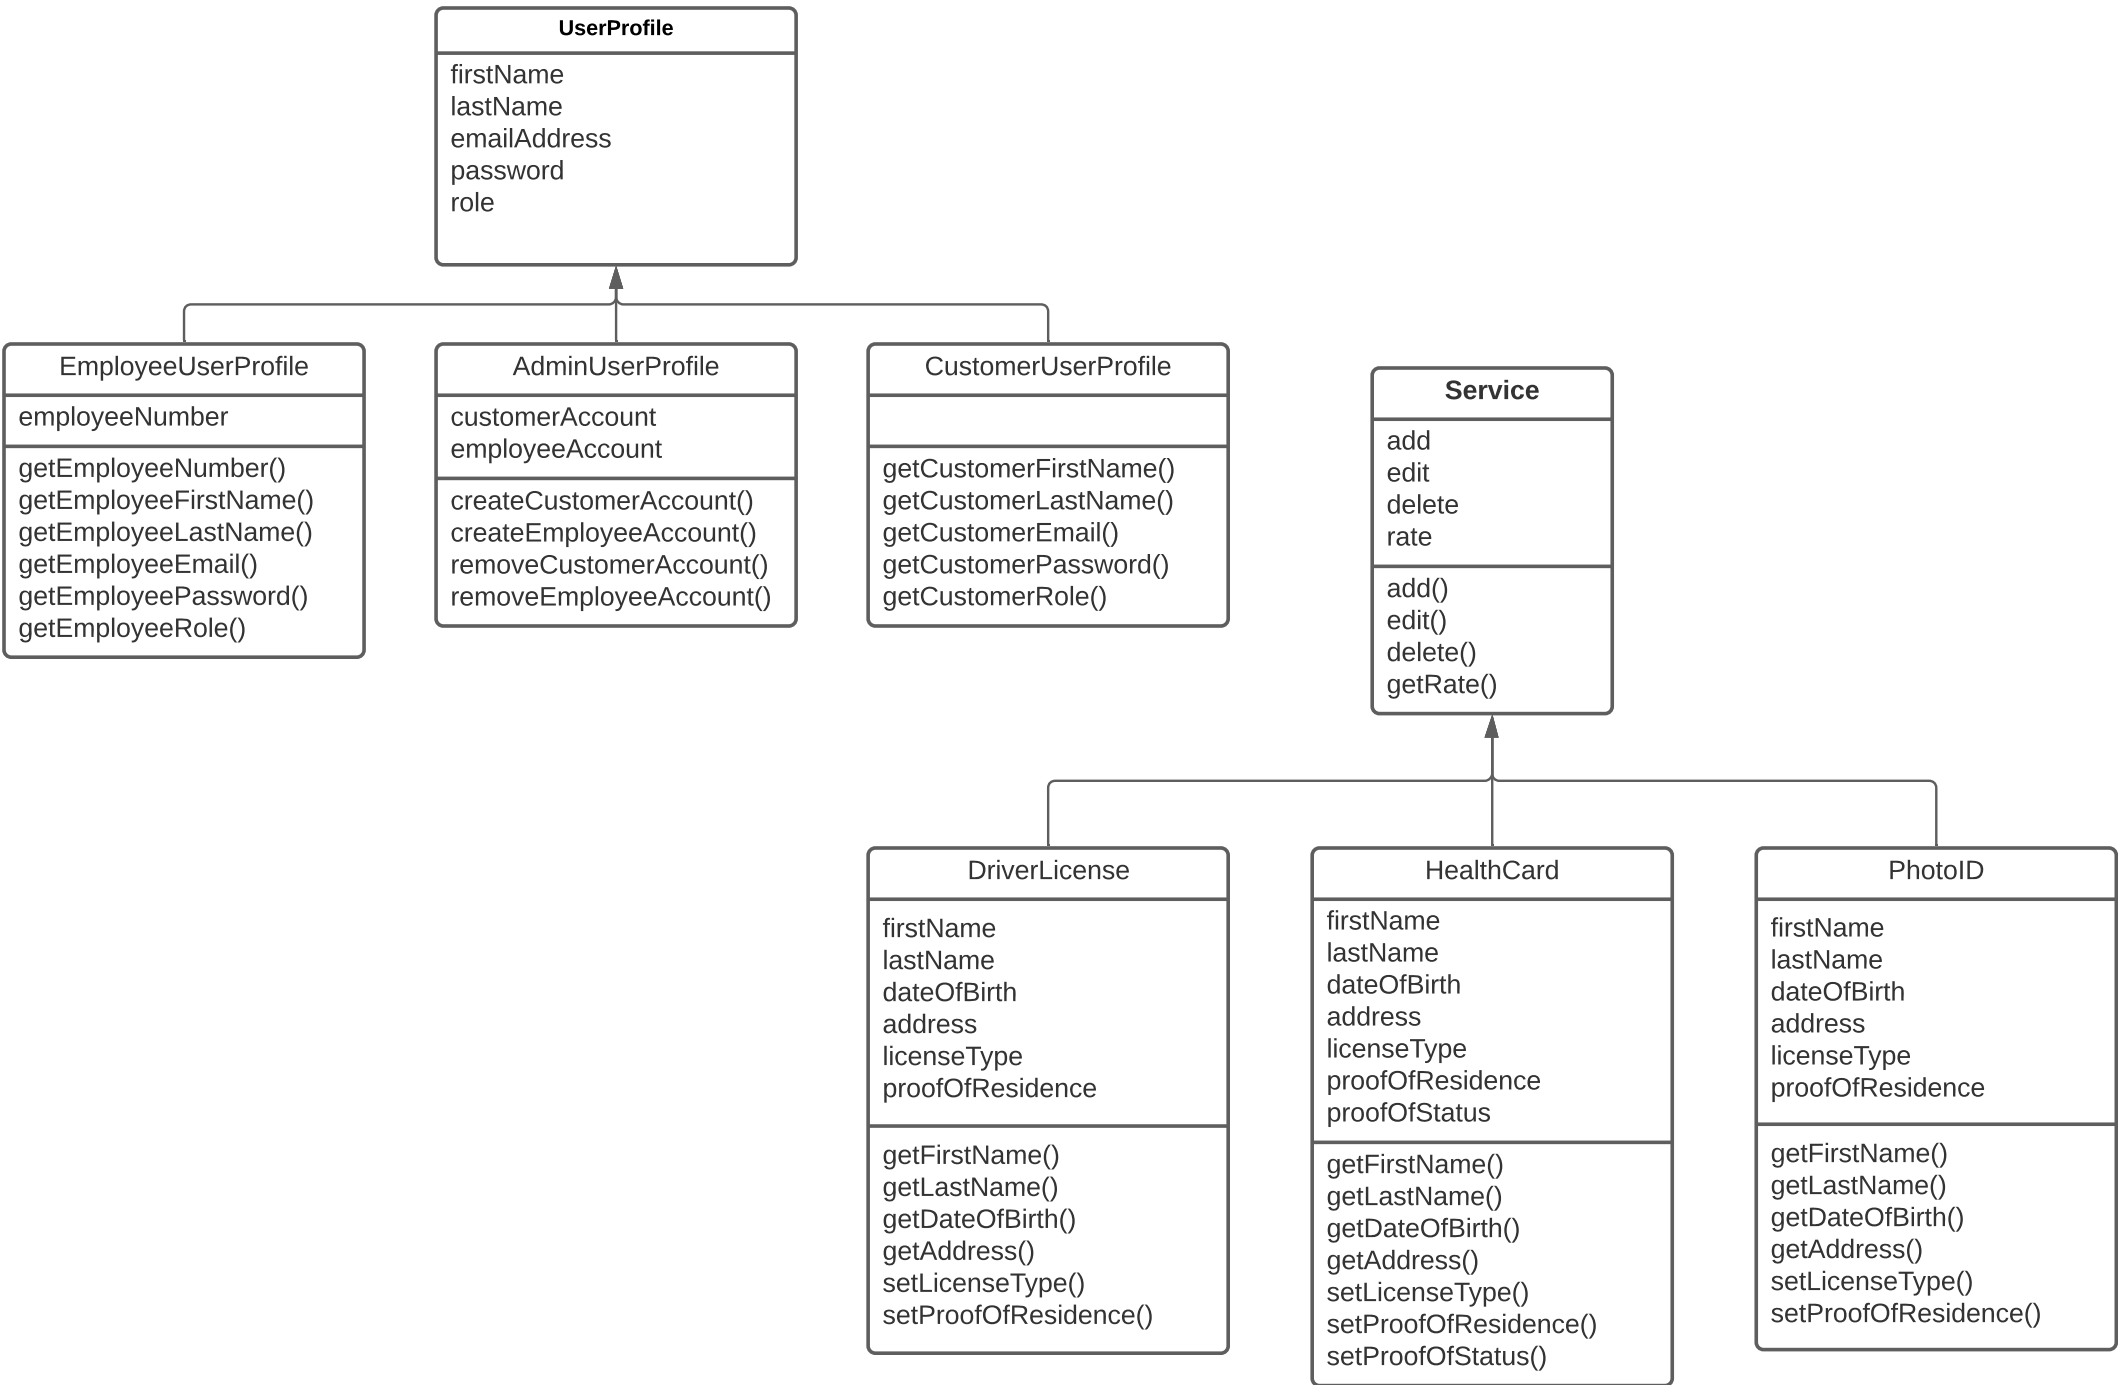 UserProfile
firstName
lastName
emailAddress
password
role
EmployeeUserProfile
employeeNumber
getEmployeeNumber()
getEmployeeFirstName()
getEmployeeLastName()
getEmployeeEmail()
getEmployeePassword()
getEmployeeRole()
AdminUserProfile
customerAccount
employeeAccount
createCustomerAccount()
createEmployeeAccount()
removeCustomerAccount()
removeEmployeeAccount()
CustomerUserProfile
getCustomerFirstName()
getCustomerLastName()
getCustomerEmail()
getCustomerPassword()
getCustomerRole()
Service
add
edit
delete
rate
add()
edit()
delete()
getRate()
DriverLicense
firstName
lastName
dateOfBirth
address
licenseType
proofOfResidence
getFirstName()
getLastName()
getDateOfBirth()
getAddress()
setLicenseType()
setProofOfResidence()
HealthCard
firstName
lastName
dateOfBirth
address
licenseType
proofOfResidence
proofOfStatus
getFirstName()
getLastName()
getDateOfBirth()
getAddress()
setLicenseType()
setProofOfResidence()
setProofOfStatus()
PhotoID
firstName
lastName
dateOfBirth
address
licenseType
proofOfResidence
getFirstName()
getLastName()
getDateOfBirth()
getAddress()
setLicenseType()
setProofOfResidence()